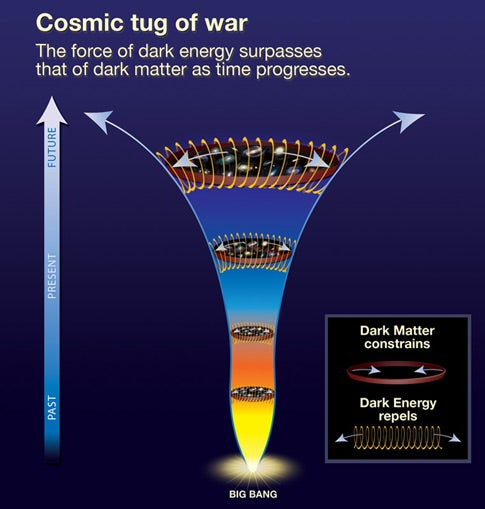 Cosmic tug of war
The force of dark energy surpasses
that of dark matter as time progresses.
FUTURE
PRESENT
PAST
Dark Matter
constrains
Dark Energy
repels
BIG BANG